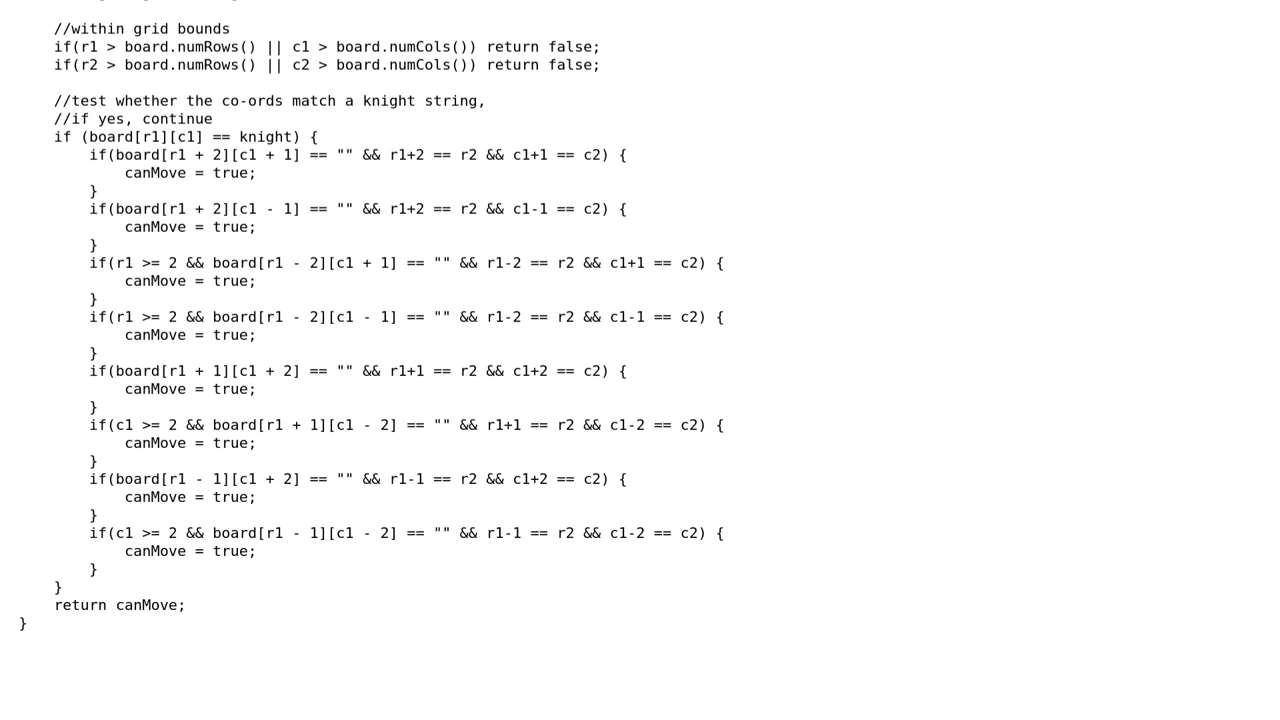 //within grid bounds
if(r1 > board.numRows() || c1 > board.numCols()) return false;
if(r2 > board.numRows() || c2 > board.numCols()) return false;
//test whether the co-ords match a knight string,
//if yes, continue
if (board[r1][c1] == knight) {
if(board[r1 + 2][c1 + 1] == "" && r1+2 == r2 && c1+1 == c2) {
canMove = true;
}
if(board[r1 + 2][c1 - 1] == "" && r1+2 == r2 && c1-1 == c2) {
canMove = true;
}
if(r1 >= 2 && board[r1 - 2][c1 + 1] == "" && r1-2 == r2 && c1+1 == c2) {
canMove = true;
}
if(r1 >= 2 && board[r1 - 2][c1 - 1] == "" && r1-2 == r2 && c1-1 == c2) {
canMove = true;
}
if(board[r1 + 1][c1 + 2] == "" && r1+1 == r2 && c1+2 == c2) {
canMove = true;
}
if(c1 >= 2 && board[r1 + 1][c1 - 2] == "" && r1+1 == r2 && c1-2 == c2) {
canMove = true;
}
if(board[r1 - 1][c1 + 2] == "" && r1-1 == r2 && c1+2 == c2) {
canMove = true;
}
if(c1 >= 2 && board[r1 - 1][c1 - 2] == "" && r1-1 == r2 && c1-2 == c2) {
canMove = true;
}
}
return canMove;
}